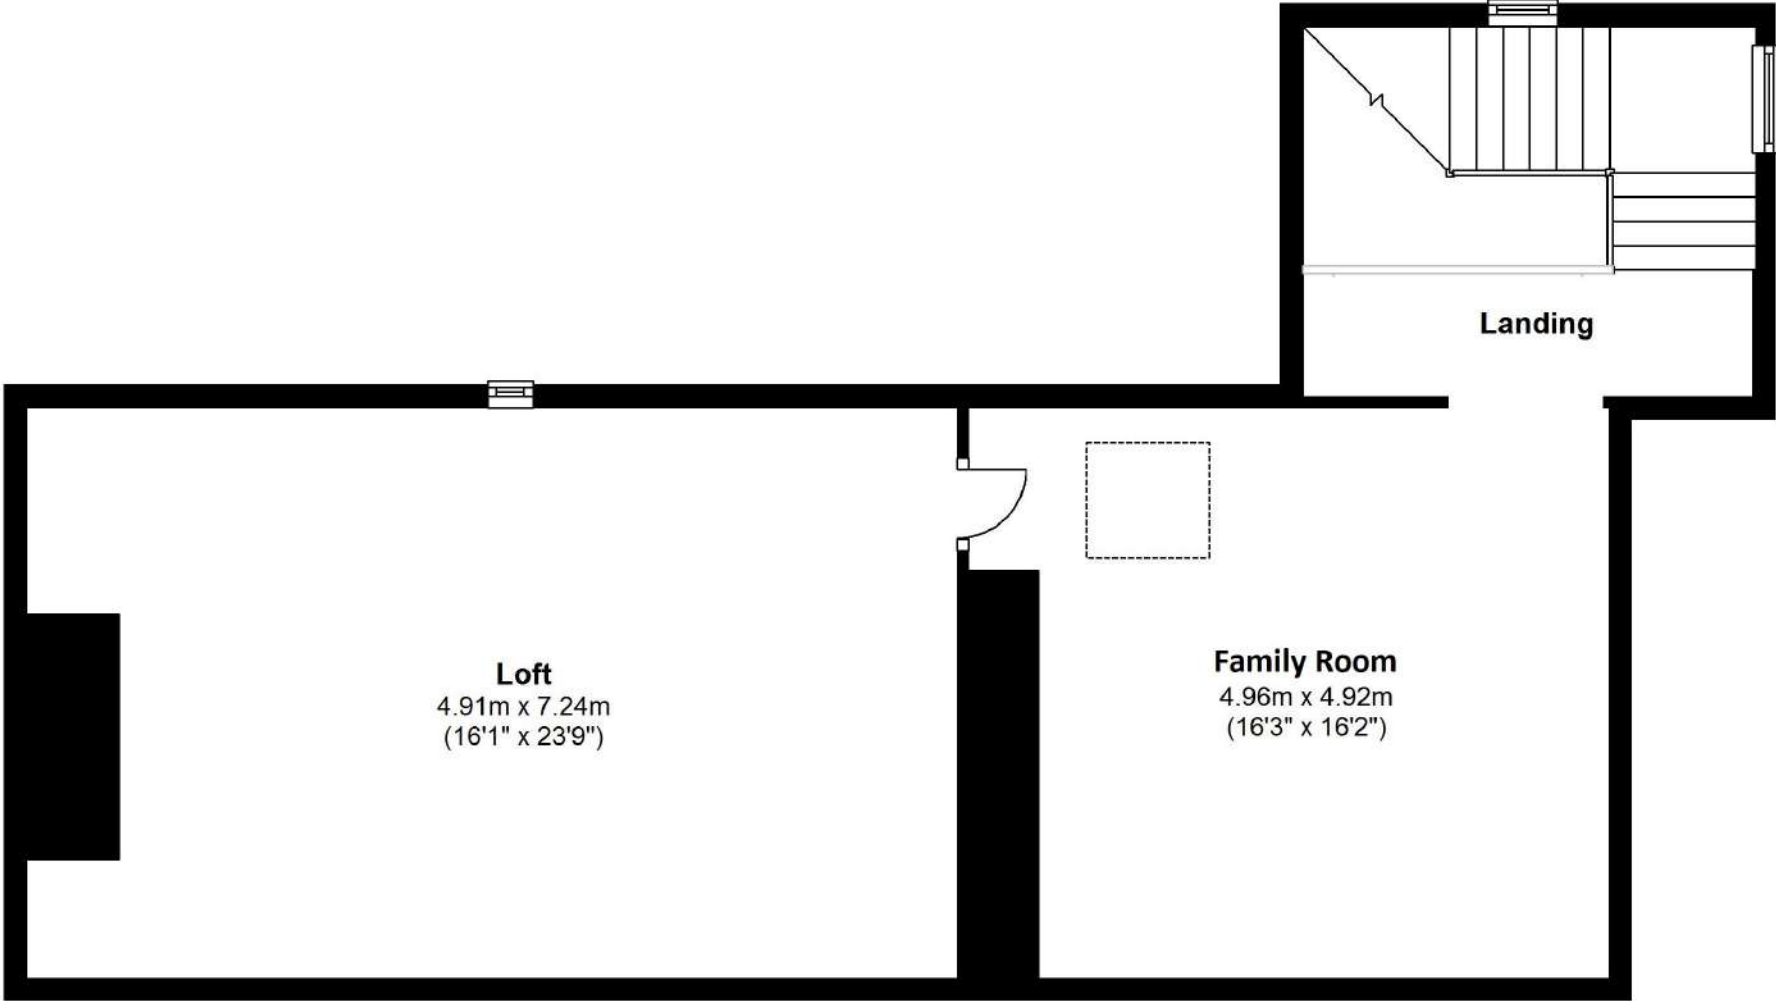 Landing
Loft
4.91m x 7.24m
(16'1" x 23'9")
Family Room
4.96m x 4.92m
(16'3" x 16'2")